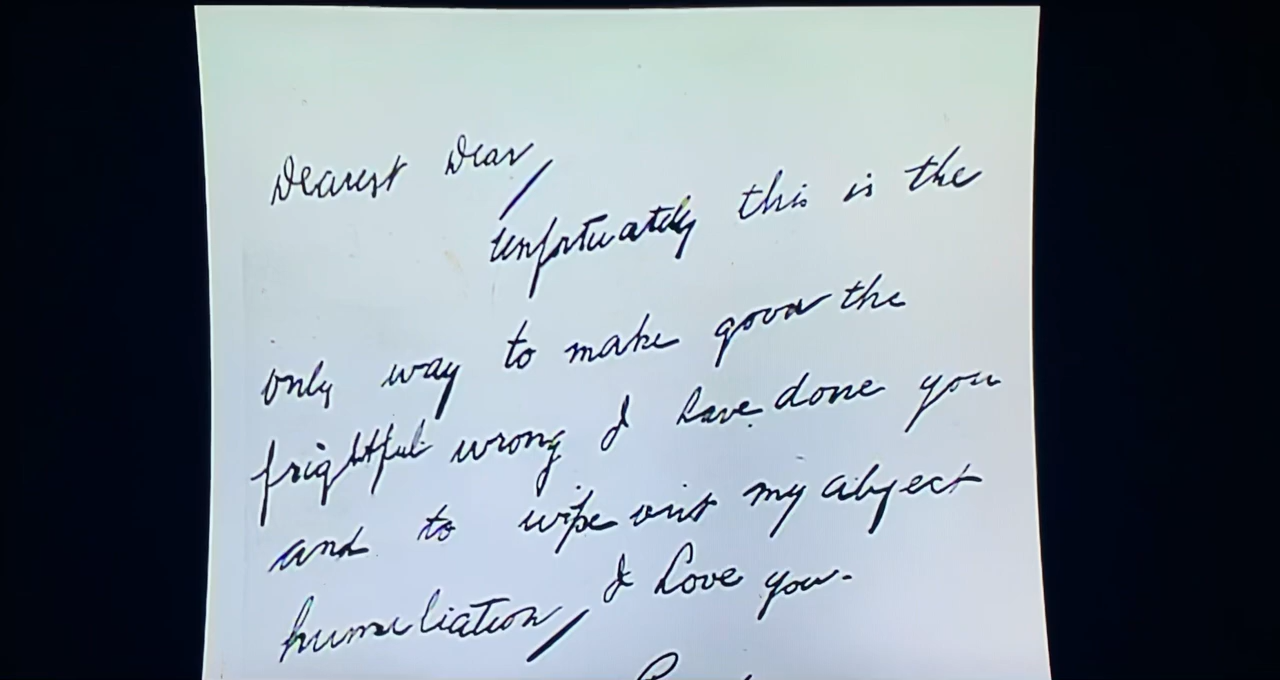 Dearest Dear,
Unfortuately this is the
only way to make good the
frightful wrong I have done you
and to wipe out my abject
humiliation, I Love you.